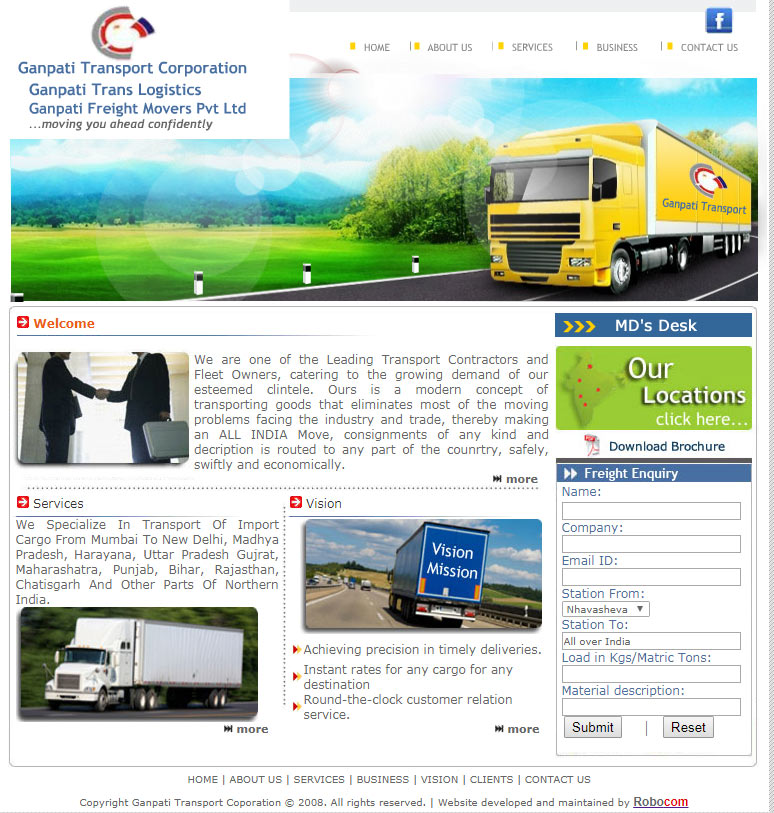 f
HOME
ABOUT US
SERVICES
BUSINESS
CONTACT US
Ganpati Transport Corporation
Ganpati Trans Logistics
Ganpati Freight Movers Pvt Ltd
...moving you ahead confidently
Ganpati Transport
Welcome
We are one of the Leading Transport Contractors and
Fleet Owners, catering to the growing demand of our
esteemed clintele. Ours is a modern concept of
transporting goods that eliminates most of the moving
problems facing the industry and trade, thereby making
an ALL INDIA Move, consignments of any kind and
decription is routed to any part of the counrtry, safely,
swiftly and economically.
more
Services
We Specialize In Transport Of Import
Cargo From Mumbai To New Delhi, Madhya
Pradesh, Harayana, Uttar Pradesh Gujrat,
Maharashatra, Punjab, Bihar, Rajasthan,
Chatisgarh And Other Parts Of Northern
India.
more
Vision
Vision
Mission
Achieving precision in timely deliveries.
Instant rates for any cargo for any
destination
Round-the-clock customer relation
service.
more
MD's Desk
Our
Locations
click here...
Download Brochure
Freight Enquiry
Name:
Company:
Email ID:
Station From:
Nhavasheva
Station To:
All over India
Load in Kgs/Matric Tons:
Material description:
Submit | Reset
HOME | ABOUT US | SERVICES | BUSINESS | VISION | CLIENTS | CONTACT US
Copyright Ganpati Transport Coporation © 2008. All rights reserved. | Website developed and maintained by Robocom